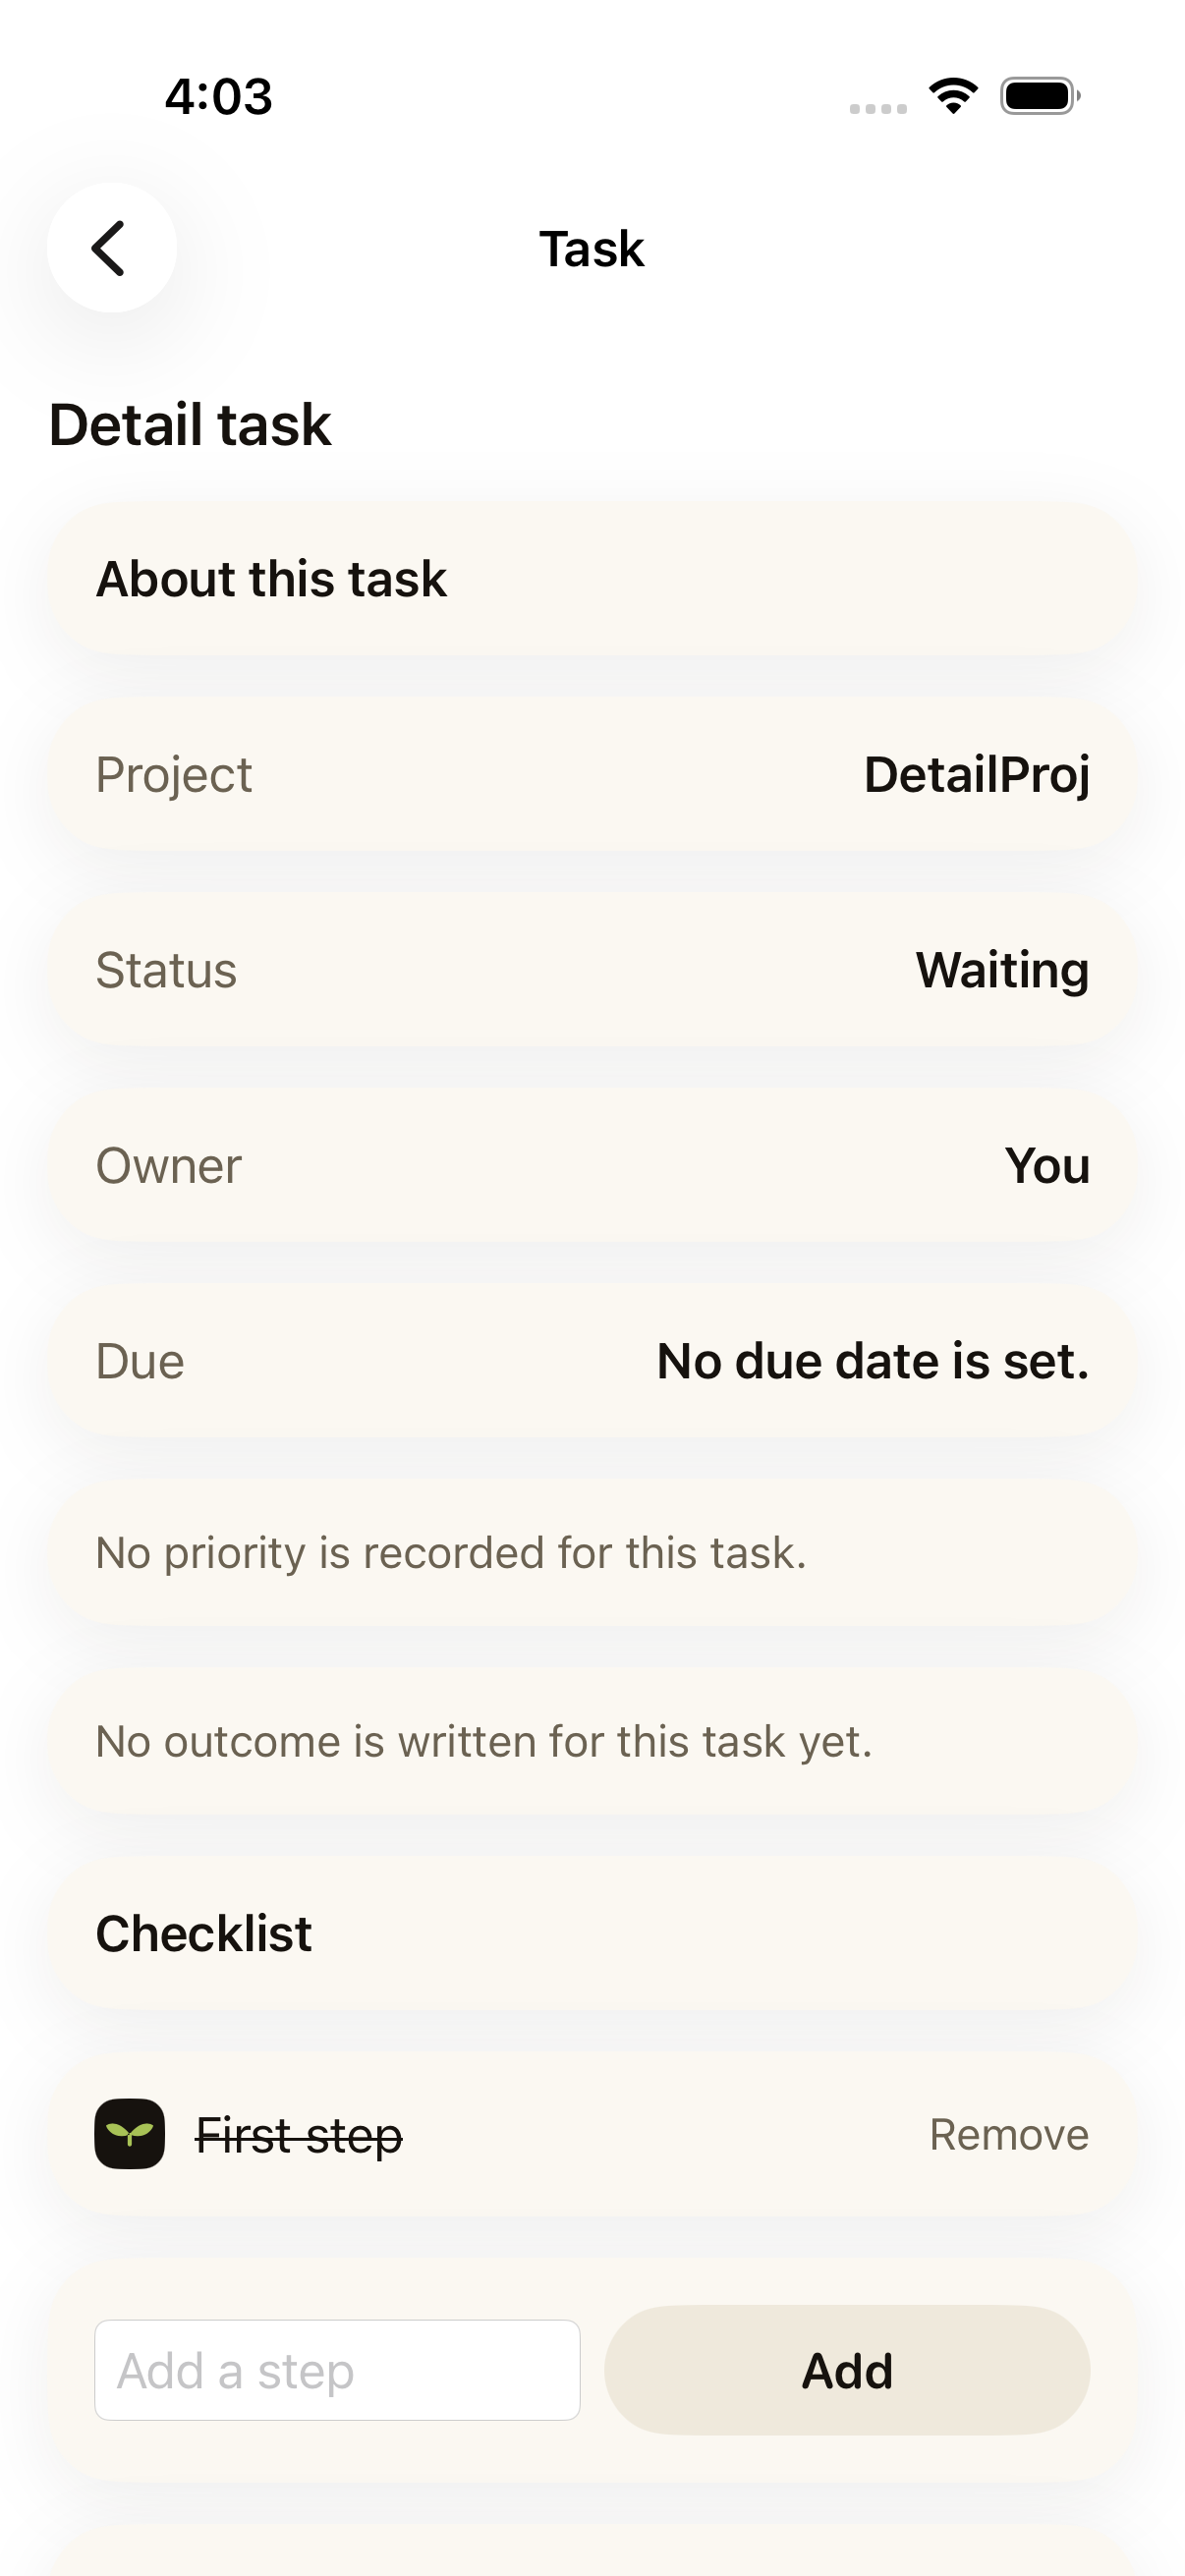 4:03
Task
Detail task
About this task
Project DetailProj
Status Waiting
Owner You
Due No due date is set.
No priority is recorded for this task.
No outcome is written for this task yet.
Checklist
First step Remove
Add a step Add